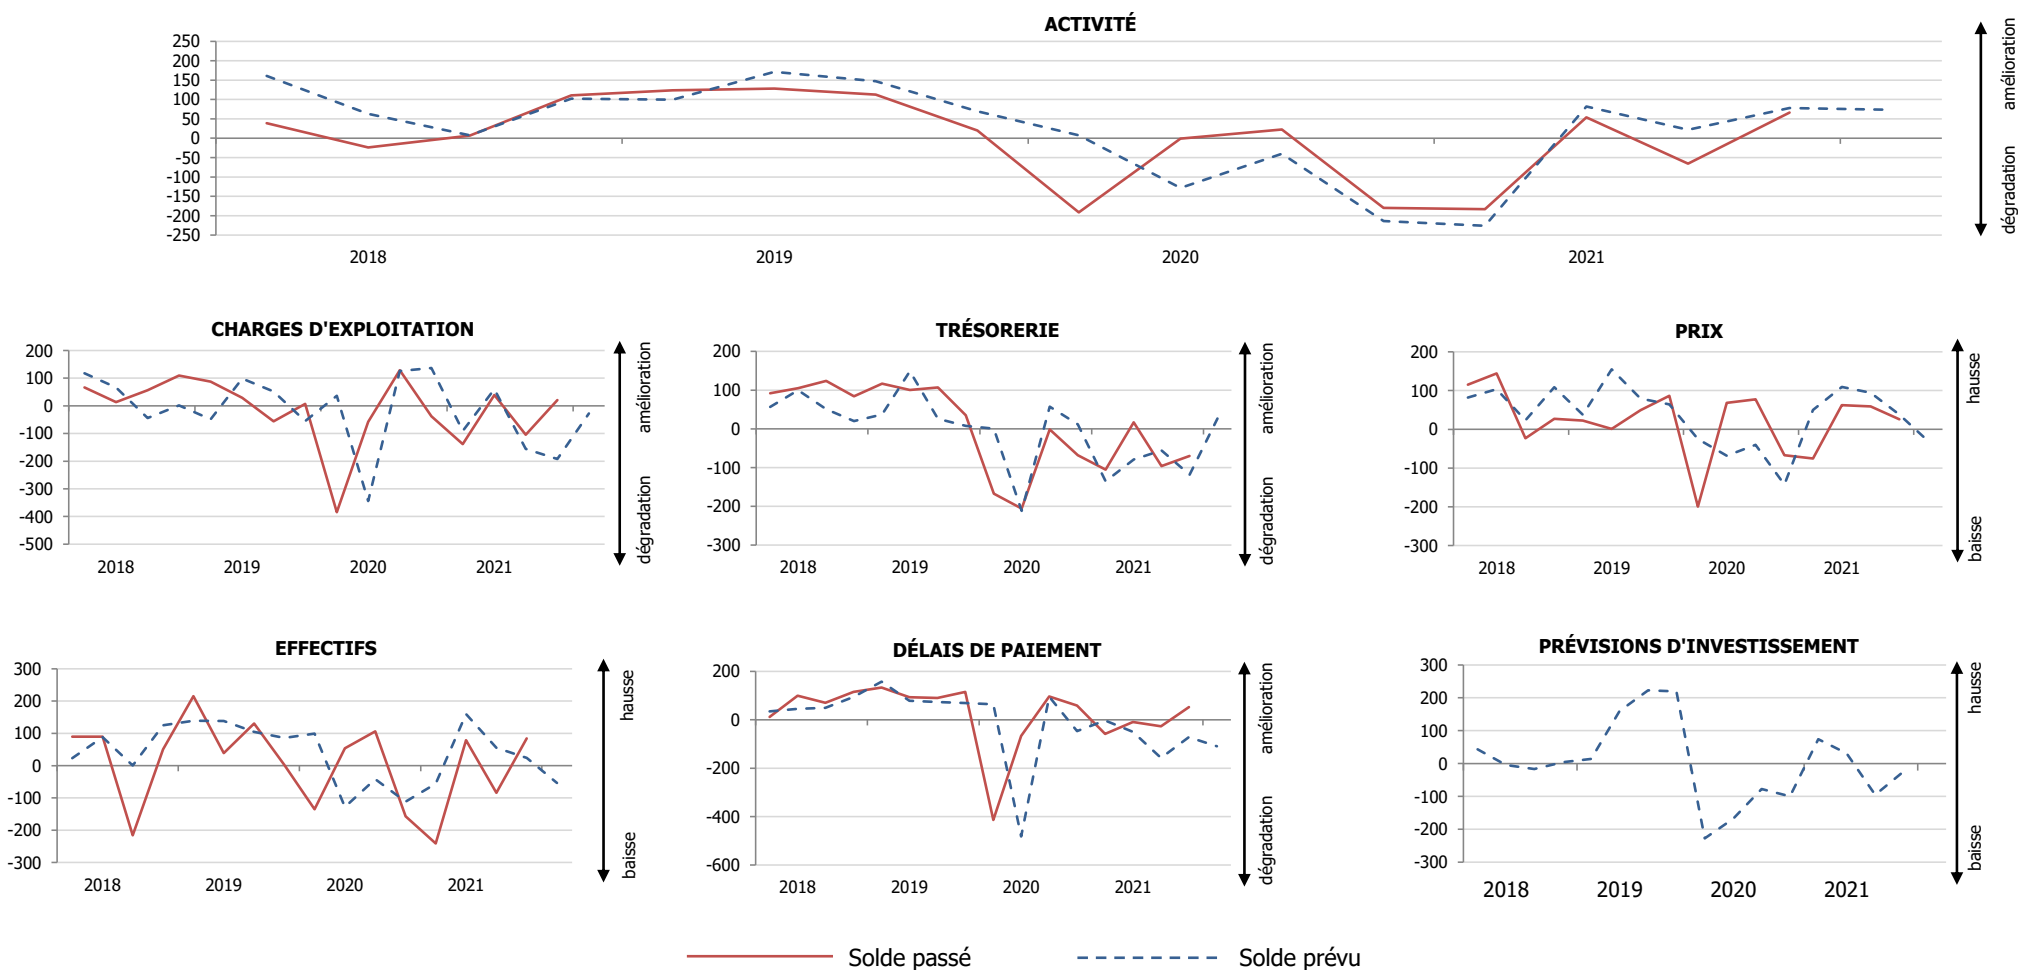 ACTIVITÉ
250
200
150
100
50
0
-50
-100
-150
-200
-250
2018 2019 2020 2021
amélioration
dégradation
CHARGES D'EXPLOITATION
200
100
0
-100
-200
-300
-400
-500
2018 2019 2020 2021
amélioration
dégradation
TRÉSORERIE
200
100
0
-100
-200
-300
2018 2019 2020 2021
amélioration
dégradation
PRIX
200
100
0
-100
-200
-300
2018 2019 2020 2021
hausse
baisse
EFFECTIFS
300
200
100
0
-100
-200
-300
2018 2019 2020 2021
hausse
baisse
DÉLAIS DE PAIEMENT
200
0
-200
-400
-600
2018 2019 2020 2021
amélioration
dégradation
PRÉVISIONS D'INVESTISSEMENT
300
200
100
0
-100
-200
-300
2018 2019 2020 2021
hausse
baisse
Solde passé Solde prévu